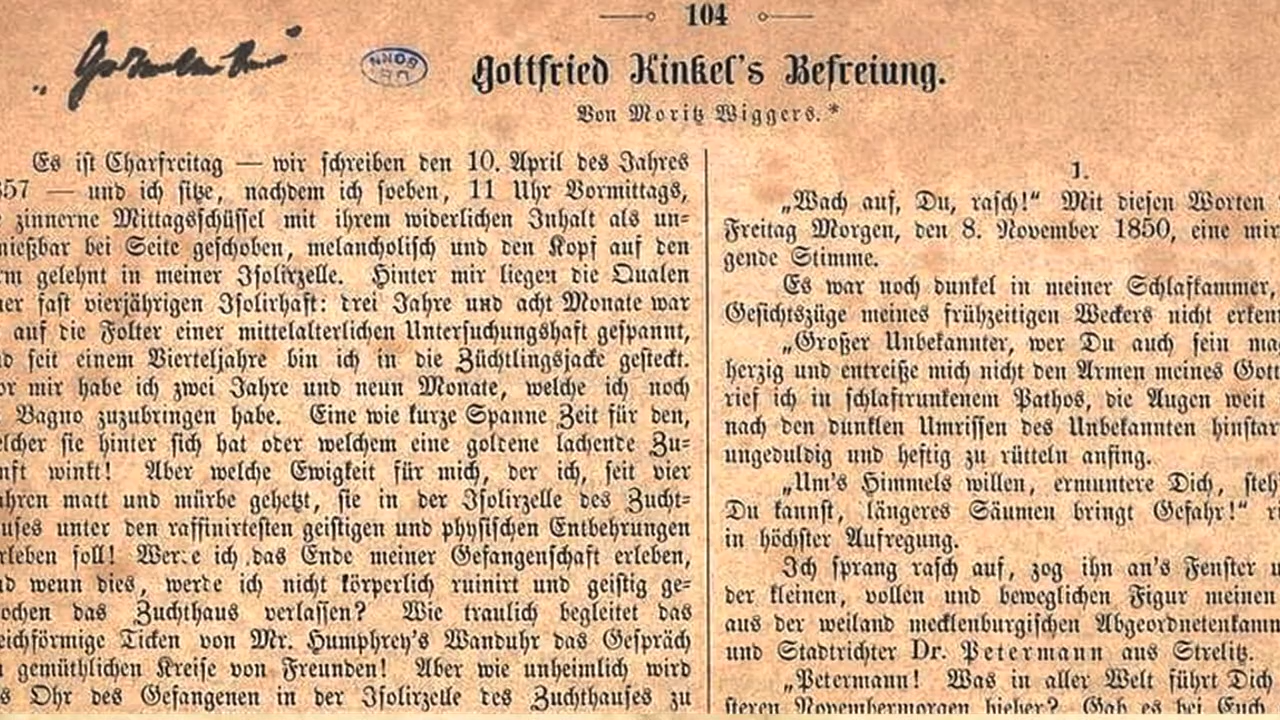 104
BONN
Gottfried Kinkel's Befreiung.
Von Moritz Wiggers.*
Es ist Charfreitag — wir schreiben den 10. April des Jahres
57 — und ich sitze, nachdem ich soeben, 11 Uhr Vormittags,
zinnerne Mittagsschüssel mit ihrem widerlichen Inhalt als un=
nießbar bei Seite geschoben, melancholisch und den Kopf auf den
rm gelehnt in meiner Isolirzelle. Hinter mir liegen die Qualen
ner fast vierjährigen Isolirhaft: drei Jahre und acht Monate war
auf die Folter einer mittelalterlichen Untersuchungshaft gespannt,
d seit einem Vierteljahre bin ich in die Züchtlingsjacke gesteckt.
or mir habe ich zwei Jahre und neun Monate, welche ich noch
Bagno zuzubringen habe. Eine wie kurze Spanne Zeit für den,
elcher sie hinter sich hat oder welchem eine goldene lachende Zu=
nft winkt! Aber welche Ewigkeit für mich, der ich, seit vier
ahren matt und mürbe gehetzt, sie in der Isolirzelle des Zucht=
uses unter den raffinirtesten geistigen und physischen Entbehrungen
rleben soll! Werde ich das Ende meiner Gefangenschaft erleben,
d wenn dies, werde ich nicht körperlich ruinirt und geistig ge=
ochen das Zuchthaus verlassen? Wie traulich begleitet das
eichförmige Ticken von Mr. Humphrey's Wanduhr das Gespräch
gemüthlichen Kreise von Freunden! Aber wie unheimlich wird
s Ohr des Gefangenen in der Isolirzelle des Zuchthauses zu
1.
„Wach auf, Du, rasch!“ Mit diesen Worten
Freitag Morgen, den 8. November 1850, eine mir
gende Stimme.
Es war noch dunkel in meiner Schlafkammer,
Gesichtszüge meines frühzeitigen Weckers nicht erken
„Großer Unbekannter, wer Du auch sein mag
herzig und entreiße mich nicht den Armen meines Gott
rief ich in schlaftrunkenem Pathos, die Augen weit
nach den dunklen Umrissen des Unbekannten hinstar
ungeduldig und heftig zu rütteln anfing.
„Um's Himmels willen, ermuntere Dich, steh
Du kannst, längeres Säumen bringt Gefahr!“ r
in höchster Aufregung.
Ich sprang rasch auf, zog ihn an's Fenster u
der kleinen, vollen und beweglichen Figur meinen
aus der weiland mecklenburgischen Abgeordnetenkamm
und Stadtrichter Dr. Petermann aus Strelitz.
„Petermann! Was in aller Welt führt Dich
steren Novembermorgen hieher? Gab es bei Euch